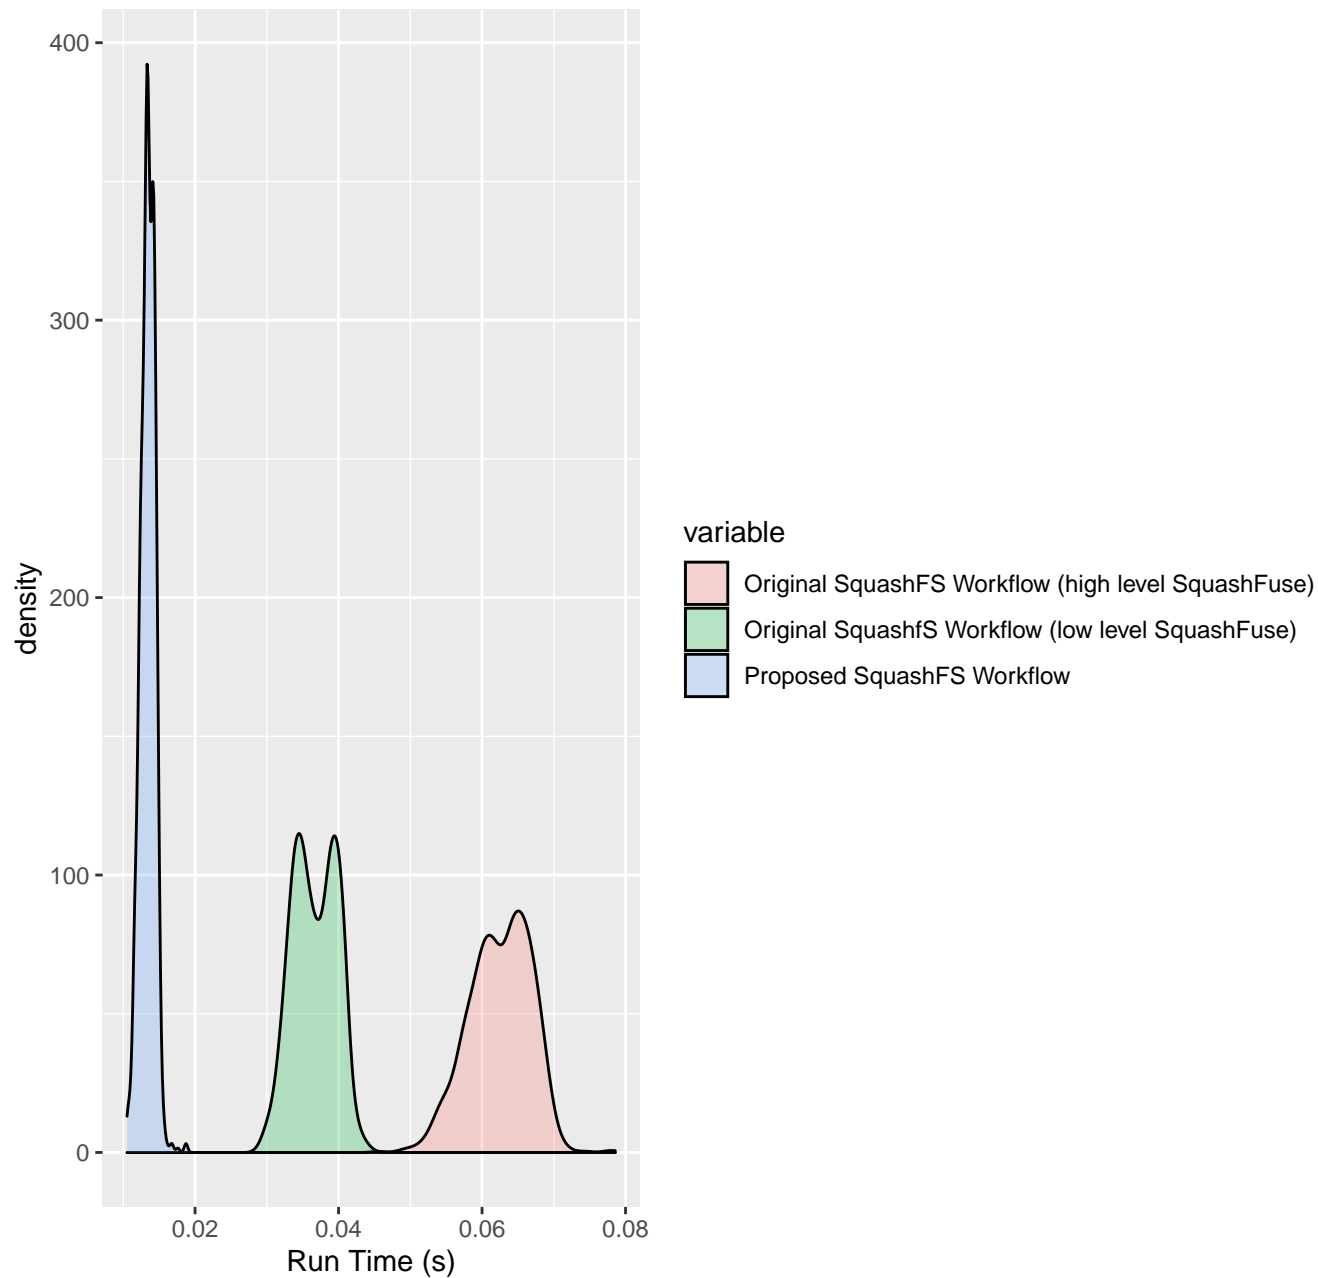 400
300
200
100
0
density
0.02
0.04
0.06
0.08
Run Time (s)
variable
Original SquashFS Workflow (high level SquashFuse)
Original SquashfS Workflow (low level SquashFuse)
Proposed SquashFS Workflow